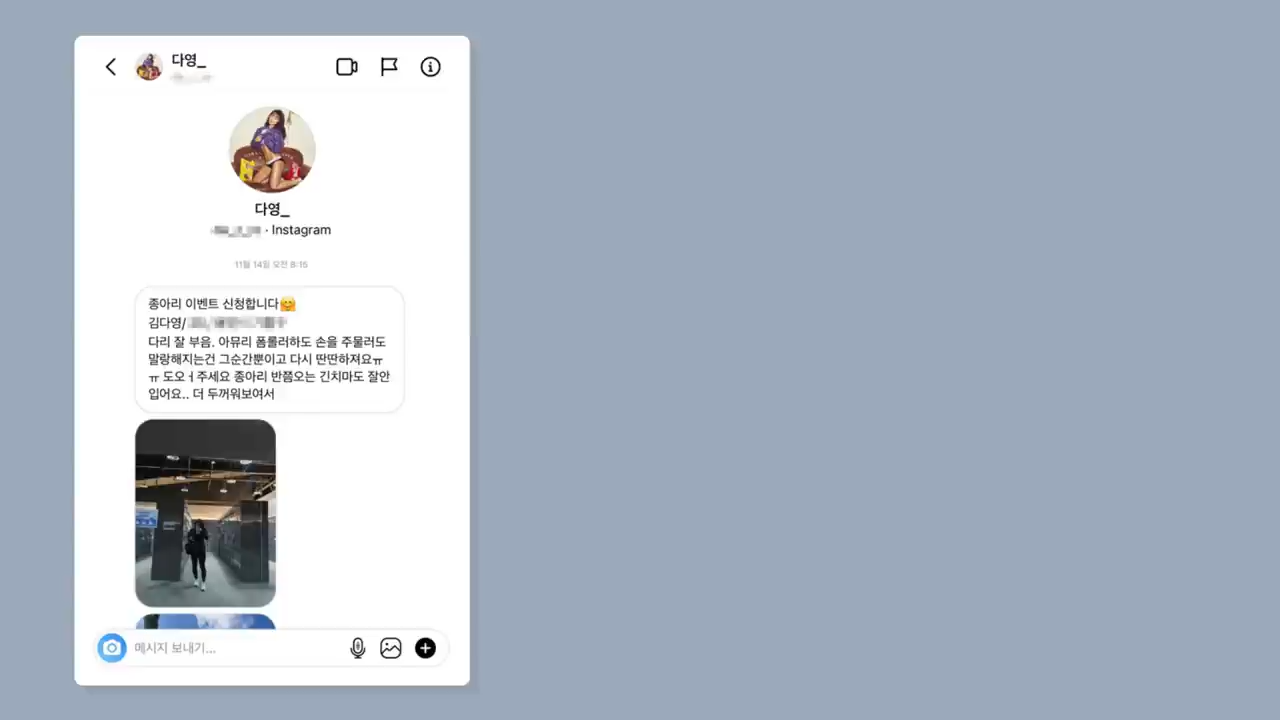 다영_
다영_
· Instagram
11월 14일 오전 8:15
종아리 이벤트 신청합니다🤗
김다영/
다리 잘 부음. 아뮤리 폼롤러하도 손을 주물러도
말랑해지는건 그순간뿐이고 다시 딴딴하져요ㅠ
ㅠ 도오ㅓ주세요 종아리 반쯤오는 긴치마도 잘안
입어요.. 더 두꺼워보여서
메시지 보내기...